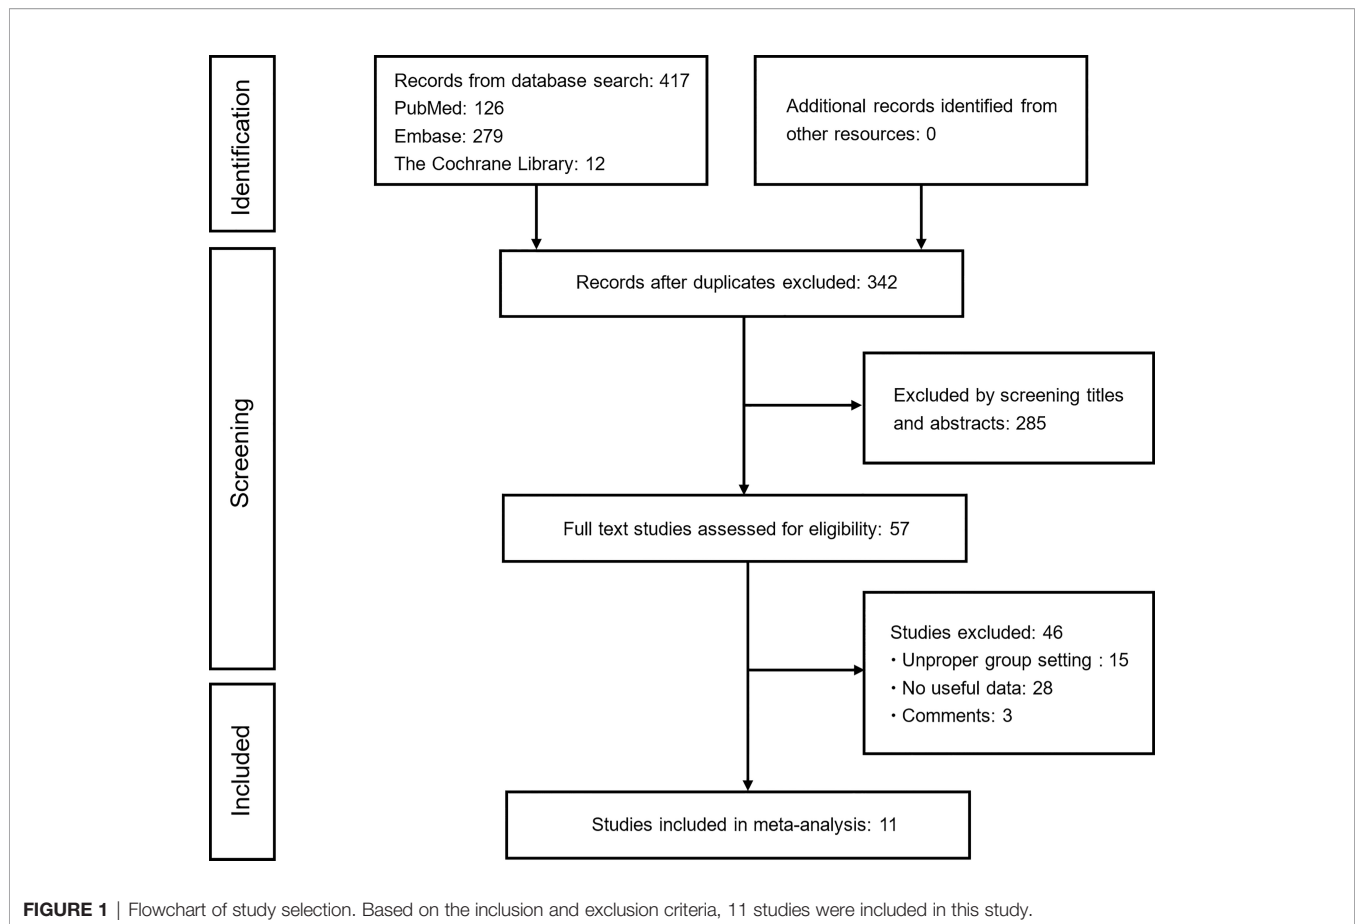 Identification
Records from database search: 417
PubMed: 126
Embase: 279
The Cochrane Library: 12
Additional records identified from
other resources: 0
Screening
Records after duplicates excluded: 342
Excluded by screening titles
and abstracts: 285
Full text studies assessed for eligibility: 57
Studies excluded: 46
• Unproper group setting : 15
• No useful data: 28
• Comments: 3
Included
Studies included in meta-analysis: 11
FIGURE 1 | Flowchart of study selection. Based on the inclusion and exclusion criteria, 11 studies were included in this study.